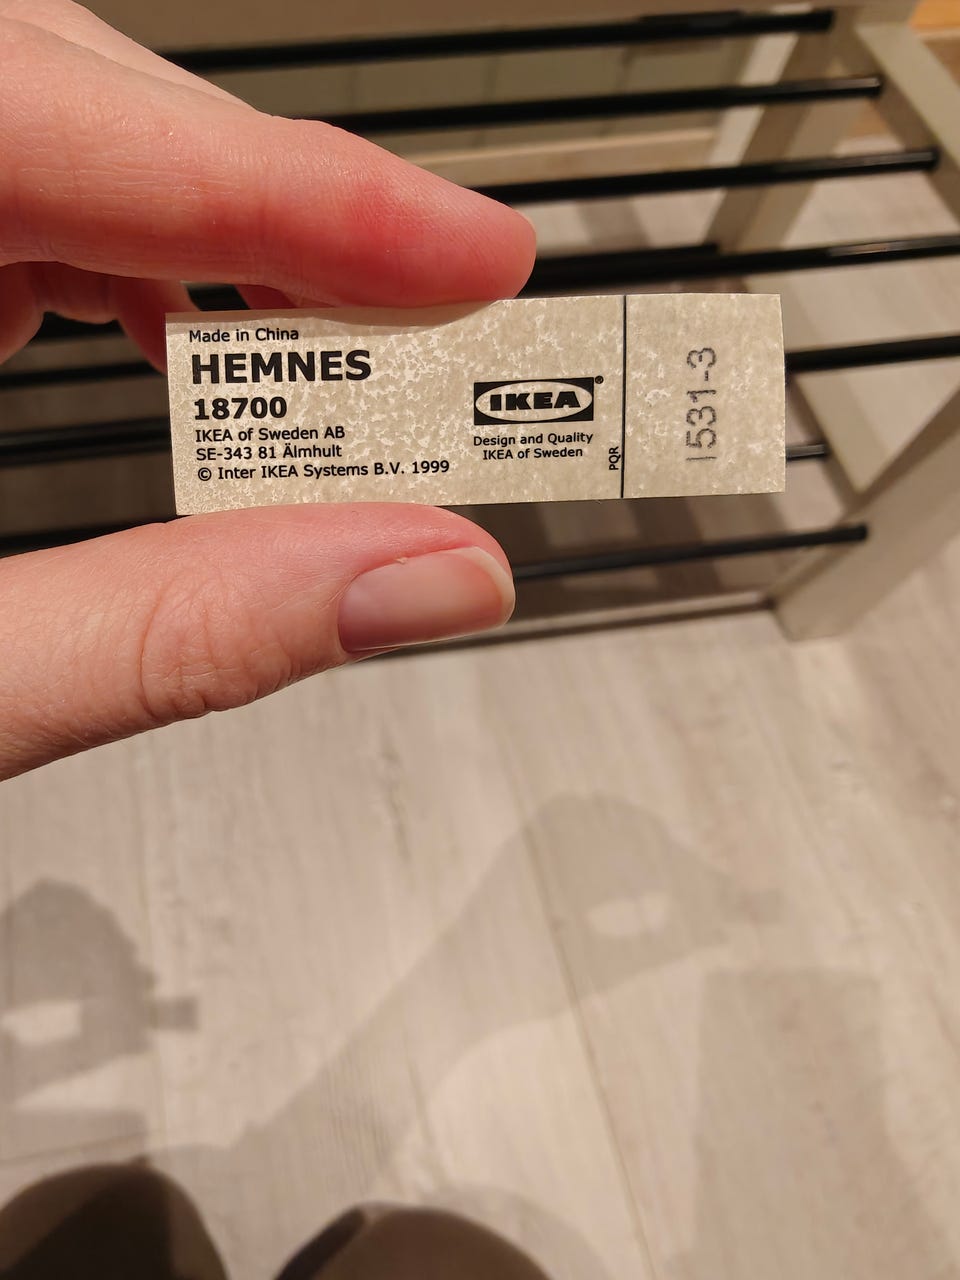 Made in China
HEMNES
18700
IKEA of Sweden AB
SE-343 81 Älmhult
© Inter IKEA Systems B.V. 1999
IKEA®
Design and Quality
IKEA of Sweden
PQR
1531-3